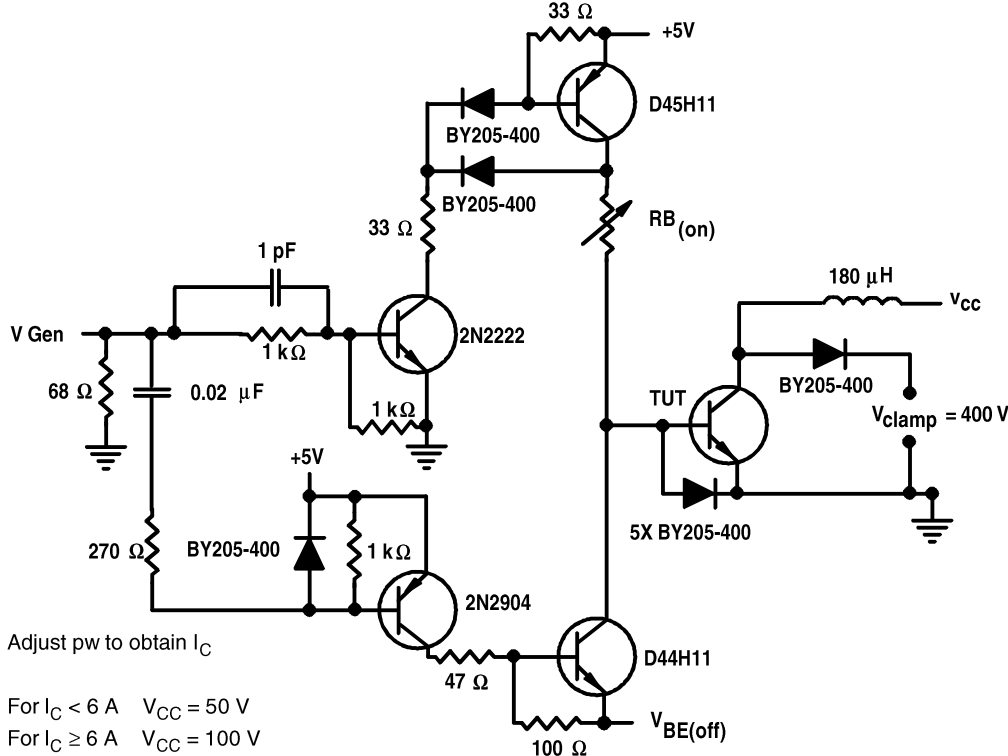 33 Ω
+5V
D45H11
BY205-400
BY205-400
33 Ω
RB(on)
1 pF
180 μH
VCC
V Gen
1 kΩ
2N2222
BY205-400
68 Ω
0.02 μF
TUT
Vclamp = 400 V
1 kΩ
+5V
5X BY205-400
270 Ω
BY205-400
1 kΩ
2N2904
Adjust pw to obtain IC
D44H11
47 Ω
For IC < 6 A VCC = 50 V
VBE(off)
For IC ≥ 6 A VCC = 100 V
100 Ω